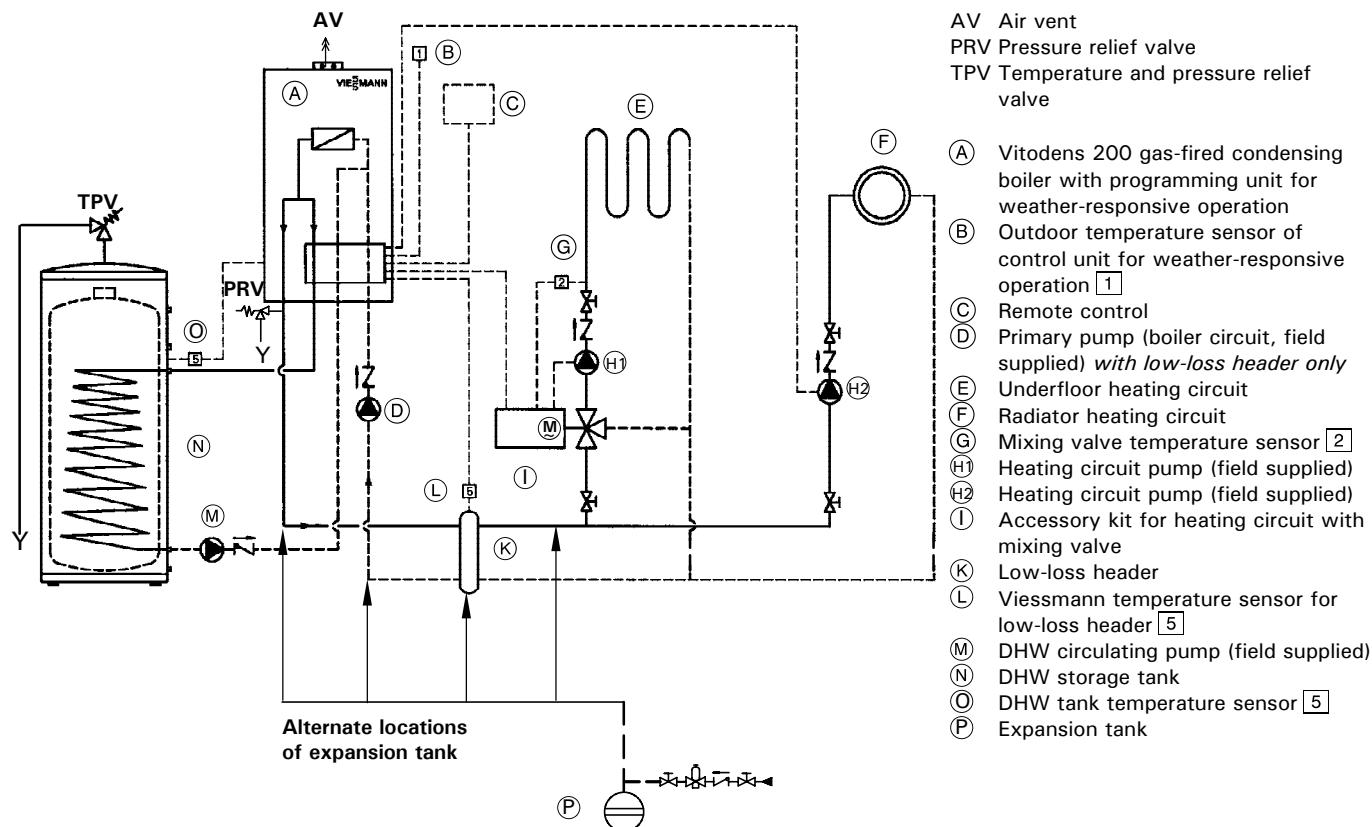 AV
VIESMANN
A
1
B
C
E
F
TPV
G
2
PRV
Y
O
5
H1
H2
D
M
N
I
L
5
K
M
Y
Alternate locations
of expansion tank
P
AV Air vent
PRV Pressure relief valve
TPV Temperature and pressure relief
valve
A Vitodens 200 gas-fired condensing
boiler with programming unit for
weather-responsive operation
B Outdoor temperature sensor of
control unit for weather-responsive
operation 1
C Remote control
D Primary pump (boiler circuit, field
supplied) with low-loss header only
E Underfloor heating circuit
F Radiator heating circuit
G Mixing valve temperature sensor 2
H1 Heating circuit pump (field supplied)
H2 Heating circuit pump (field supplied)
I Accessory kit for heating circuit with
mixing valve
K Low-loss header
L Viessmann temperature sensor for
low-loss header 5
M DHW circulating pump (field supplied)
N DHW storage tank
O DHW tank temperature sensor 5
P Expansion tank